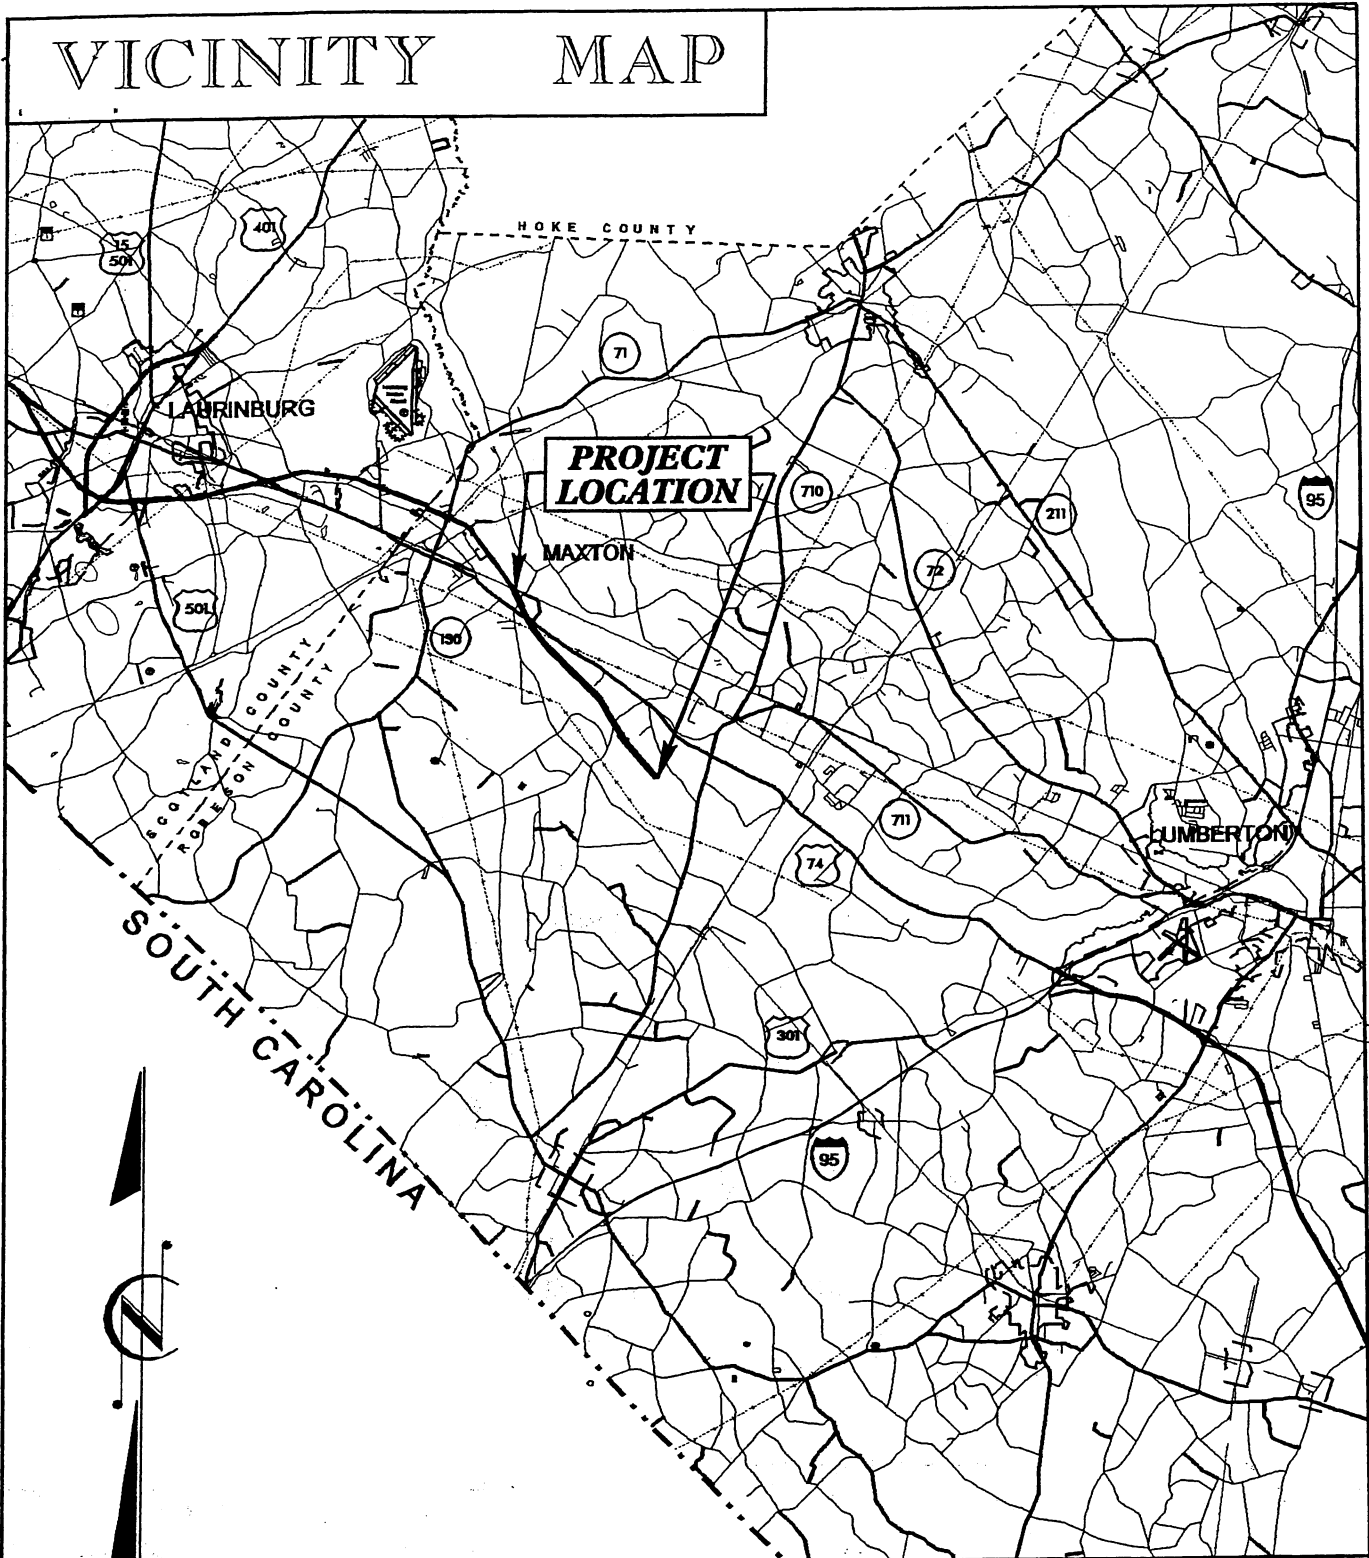 VICINITY MAP
HOKE COUNTY
401
15
501
71
LAURINBURG
PROJECT
LOCATION
710
95
211
MAXTON
72
501
130
SCOTLAND COUNTY
ROBESON COUNTY
711
LUMBERTON
74
SOUTH CAROLINA
301
95
N